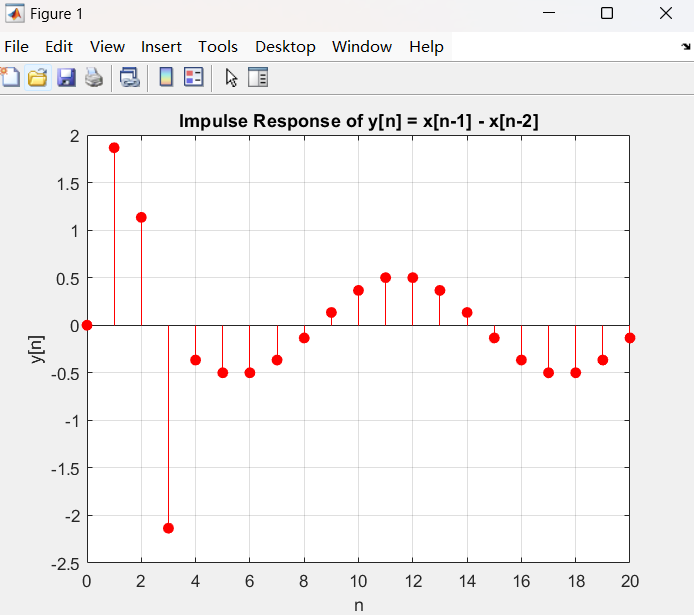 Figure 1
File Edit View Insert Tools Desktop Window Help
Impulse Response of y[n] = x[n-1] - x[n-2]
2
1.5
1
0.5
0
-0.5
-1
-1.5
-2
-2.5
y[n]
0 2 4 6 8 10 12 14 16 18 20
n